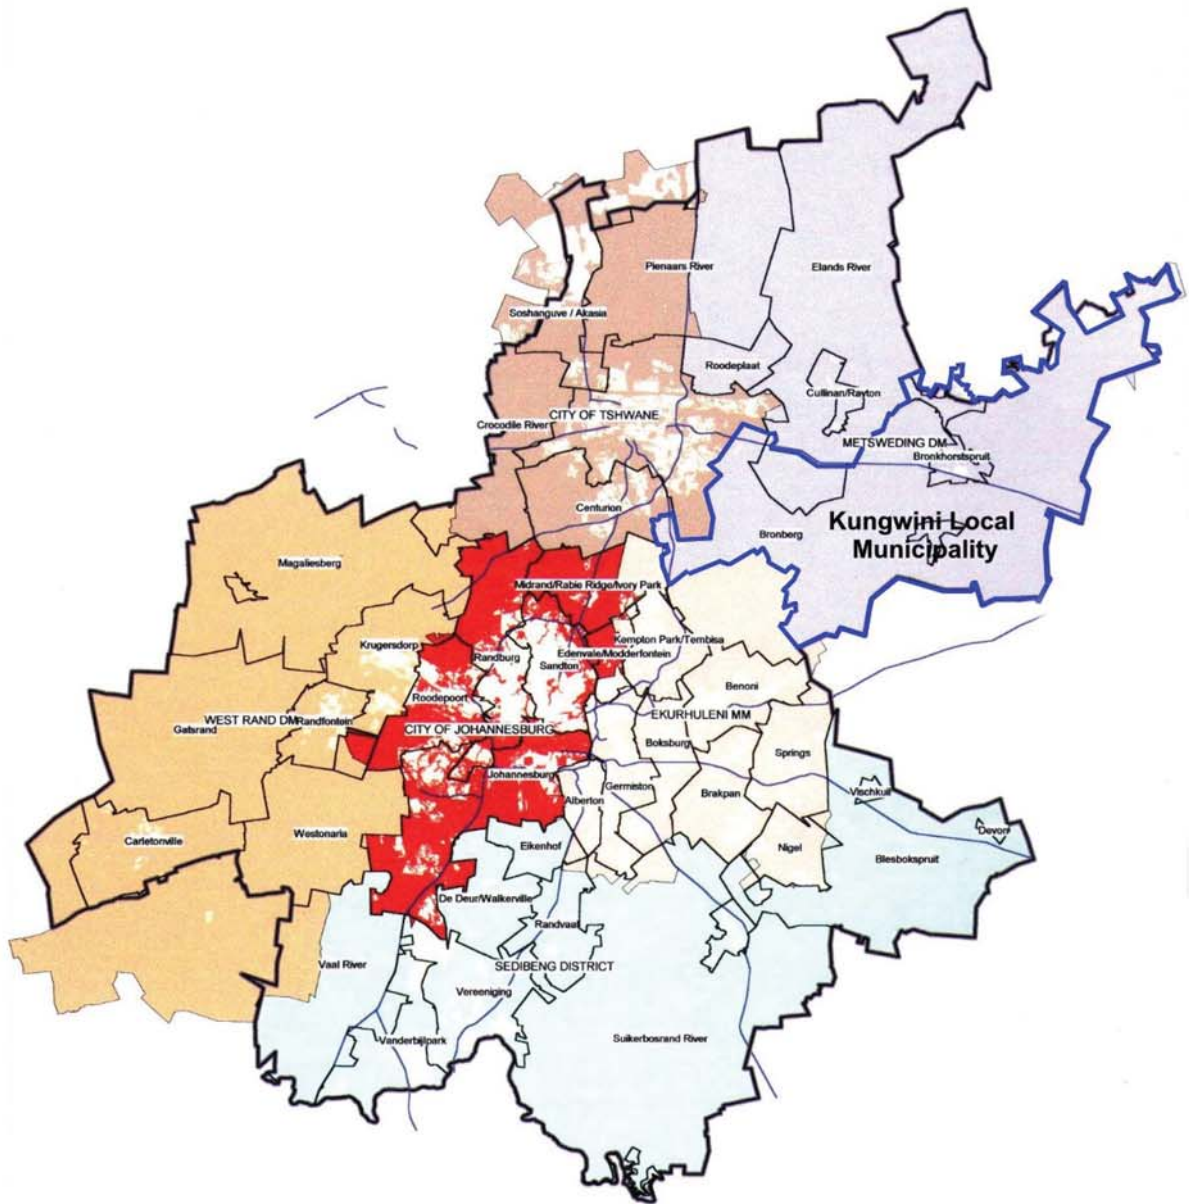 Pienaars River
Elands River
Soshanguve / Akasia
Roodeplaat
Cullinan/Rayton
CITY OF TSHWANE
Crocodile River
METSWEDING DM
Bronkhorstspruit
Centurion
Kungwini Local
Municipality
Bronberg
Magaliesberg
Midrand/Rabie Ridge/Ivory Park
Krugersdorp
Kempton Park/Tembisa
Edenvale/Modderfontein
Randburg
Sandton
Roodepoort
Benoni
WEST RAND DM
Randfontein
EKURHULENI MM
Gatsrand
CITY OF JOHANNESBURG
Boksburg
Springs
Johannesburg
Germiston
Alberton
Brakpan
Vischkuil
Westonaria
Devon
Carletonville
Eikenhof
Nigel
Blesbokspruit
De Deur/Walkerville
Randvaal
Vaal River
SEDIBENG DISTRICT
Vereeniging
Vanderbijlpark
Suikerbosrand River